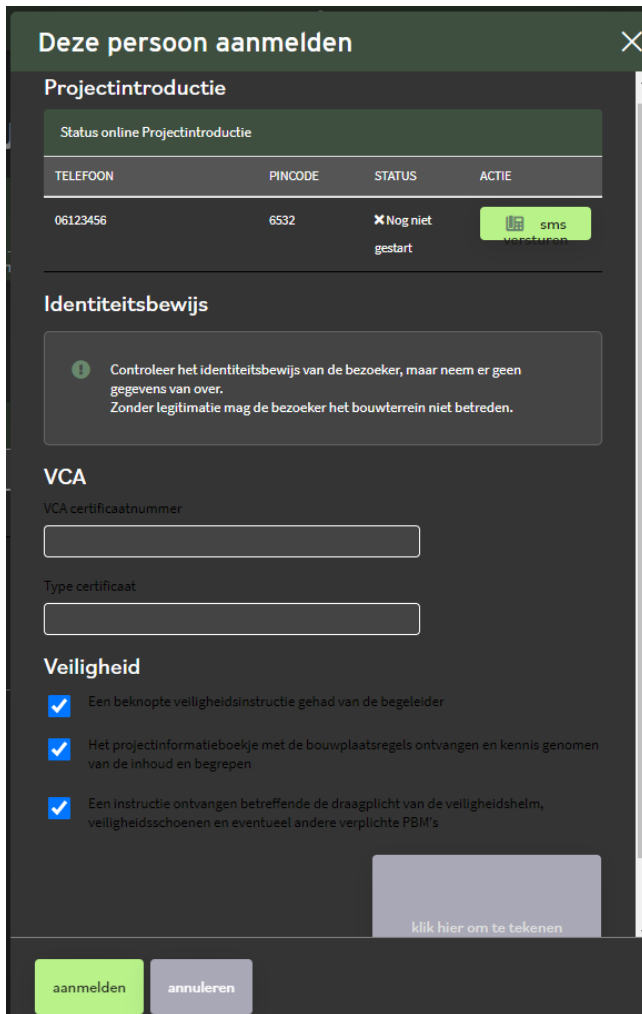 Deze persoon aanmelden
Projectintroductie
Status online Projectintroductie
TELEFOON PINCODE STATUS ACTIE
06123456 6532 Nog niet gestart sms versturen
Identiteitsbewijs
Controleer het identiteitsbewijs van de bezoeker, maar neem er geen
gegevens van over.
Zonder legitimatie mag de bezoeker het bouwterrein niet betreden.
VCA
VCA certificaatnummer
Type certificaat
Veiligheid
Een beknopte veiligheidsinstructie gehad van de begeleider
Het projectinformatieboekje met de bouwplaatsregels ontvangen en kennis genomen
van de inhoud en begrepen
Een instructie ontvangen betreffende de draagplicht van de veiligheidshelm,
veiligheidsschoenen en eventueel andere verplichte PBM's
klik hier om te tekenen
aanmelden annuleren